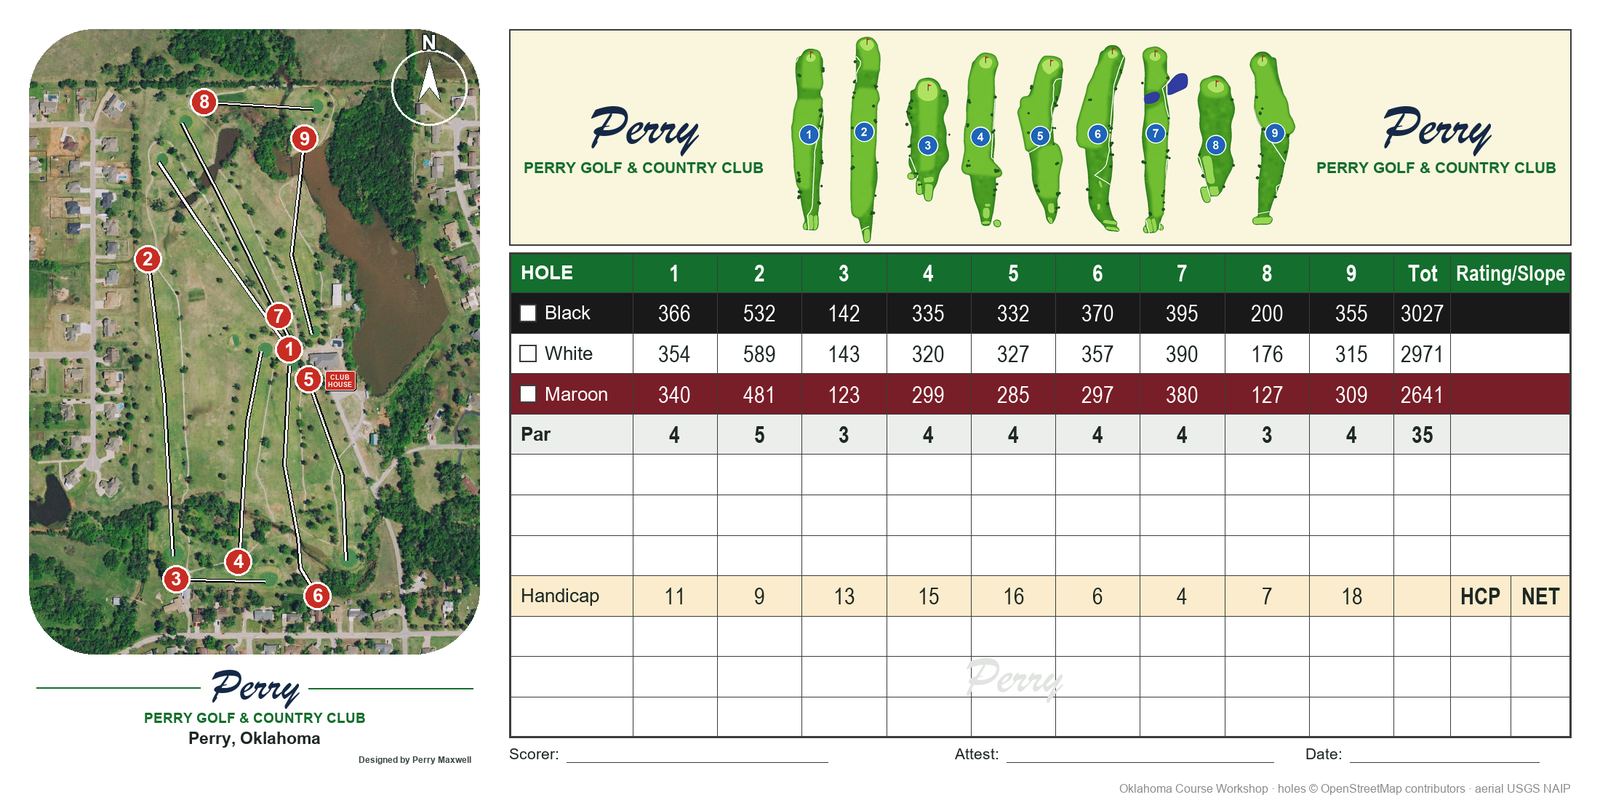 N
8
9
2
7
1
5
CLUB
HOUSE
4
3
6
Perry
PERRY GOLF & COUNTRY CLUB
Perry, Oklahoma
Designed by Perry Maxwell
Perry
PERRY GOLF & COUNTRY CLUB
1 2 3 4 5 6 7 8 9
Perry
PERRY GOLF & COUNTRY CLUB
HOLE 1 2 3 4 5 6 7 8 9 Tot Rating/Slope
Black 366 532 142 335 332 370 395 200 355 3027
White 354 589 143 320 327 357 390 176 315 2971
Maroon 340 481 123 299 285 297 380 127 309 2641
Par 4 5 3 4 4 4 4 3 4 35
Handicap 11 9 13 15 16 6 4 7 18 HCP NET
Perry
Scorer: Attest: Date:
Oklahoma Course Workshop · holes © OpenStreetMap contributors · aerial USGS NAIP